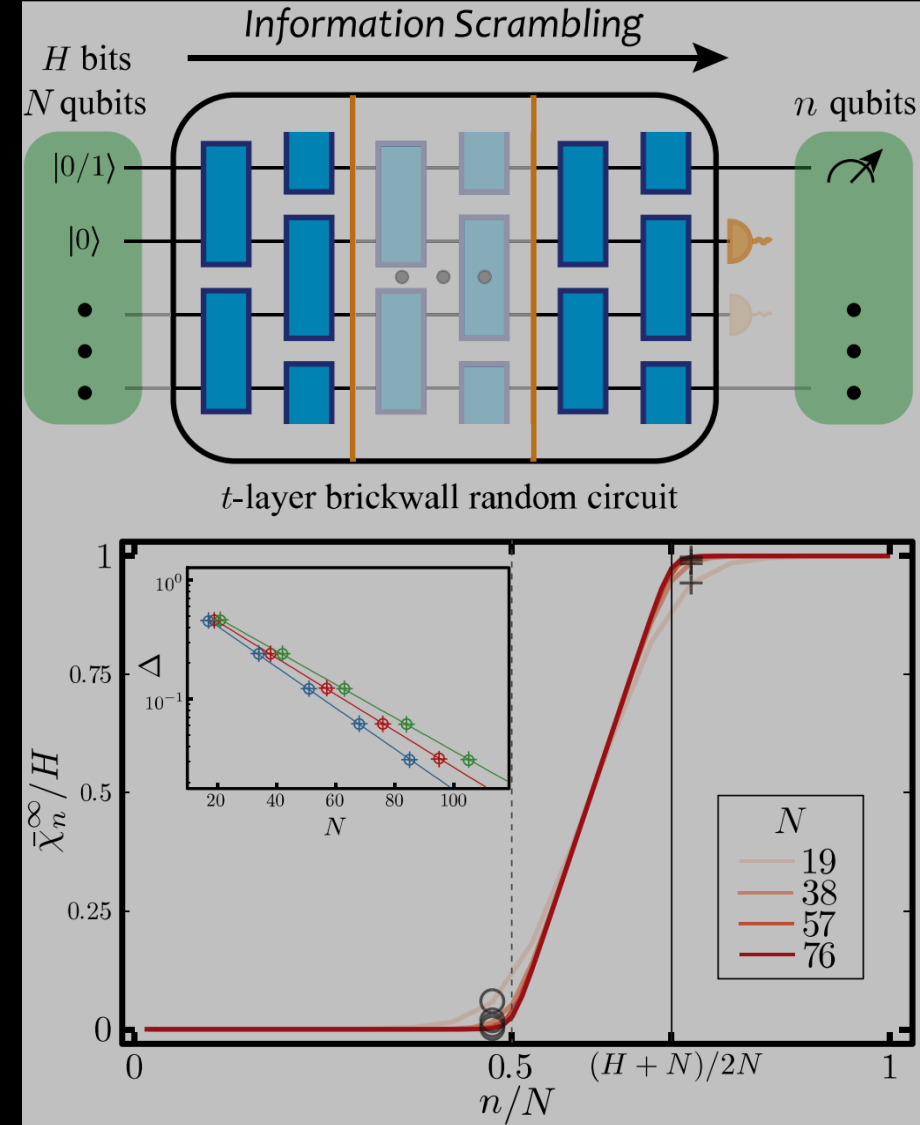 Information Scrambling
H bits
N qubits
n qubits
|0/1⟩
|0⟩
t-layer brickwall random circuit
1
0.75
0.5
0.25
0
χ̄ₙ^∞/H
10⁰
10⁻¹
Δ
20 40 60 80 100
N
N
19
38
57
76
0 0.5 (H + N)/2N 1
n/N